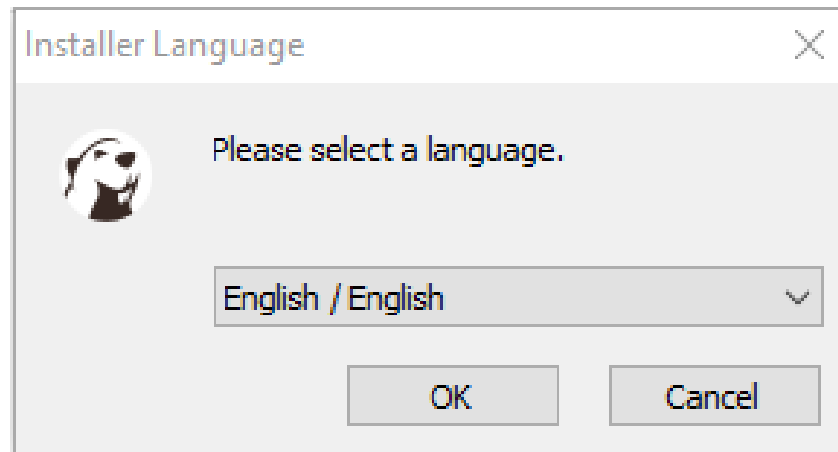 Installer Language
Please select a language.
English / English
OK
Cancel